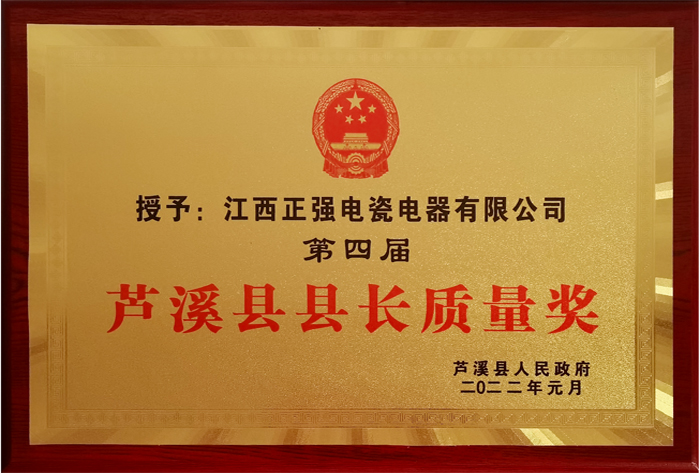 授予：江西正强电瓷电器有限公司
第四届
芦溪县县长质量奖
芦溪县人民政府
二〇二二年元月